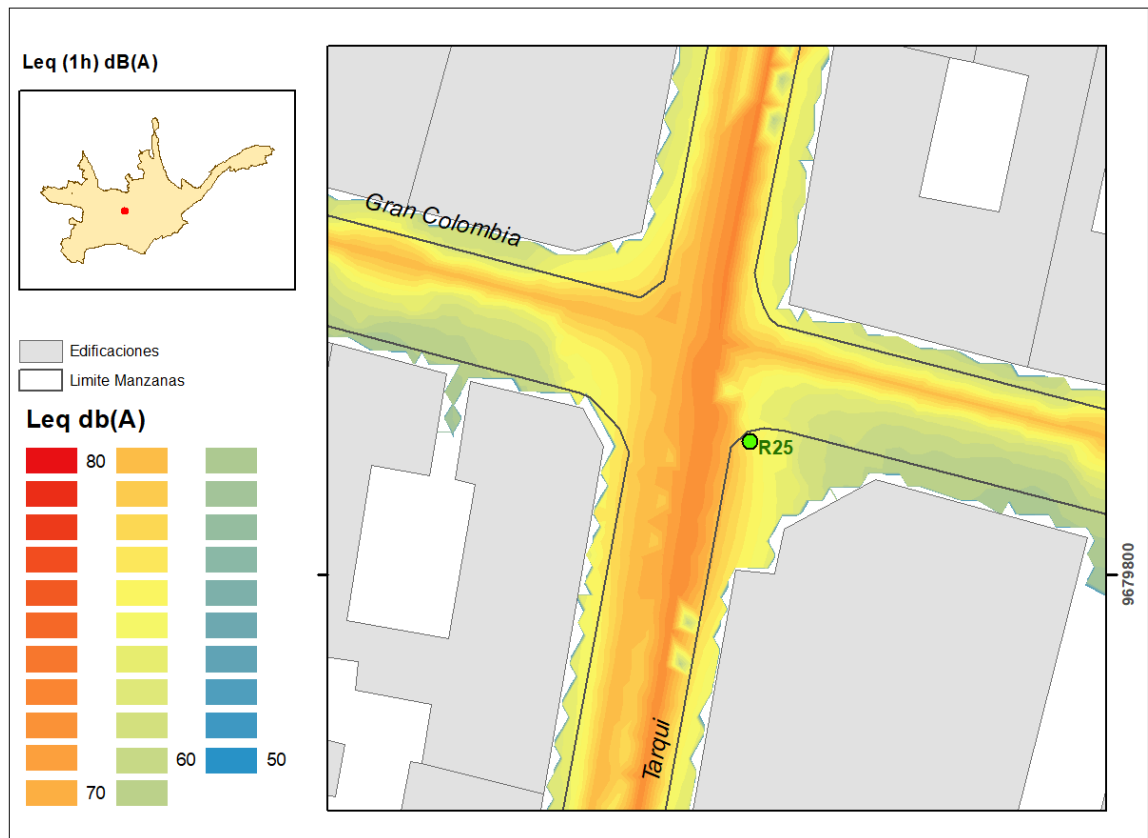 Leq (1h) dB(A)
Edificaciones
Limite Manzanas
Leq db(A)
80
70
60
50
Gran Colombia
R25
Tarqui
9679800